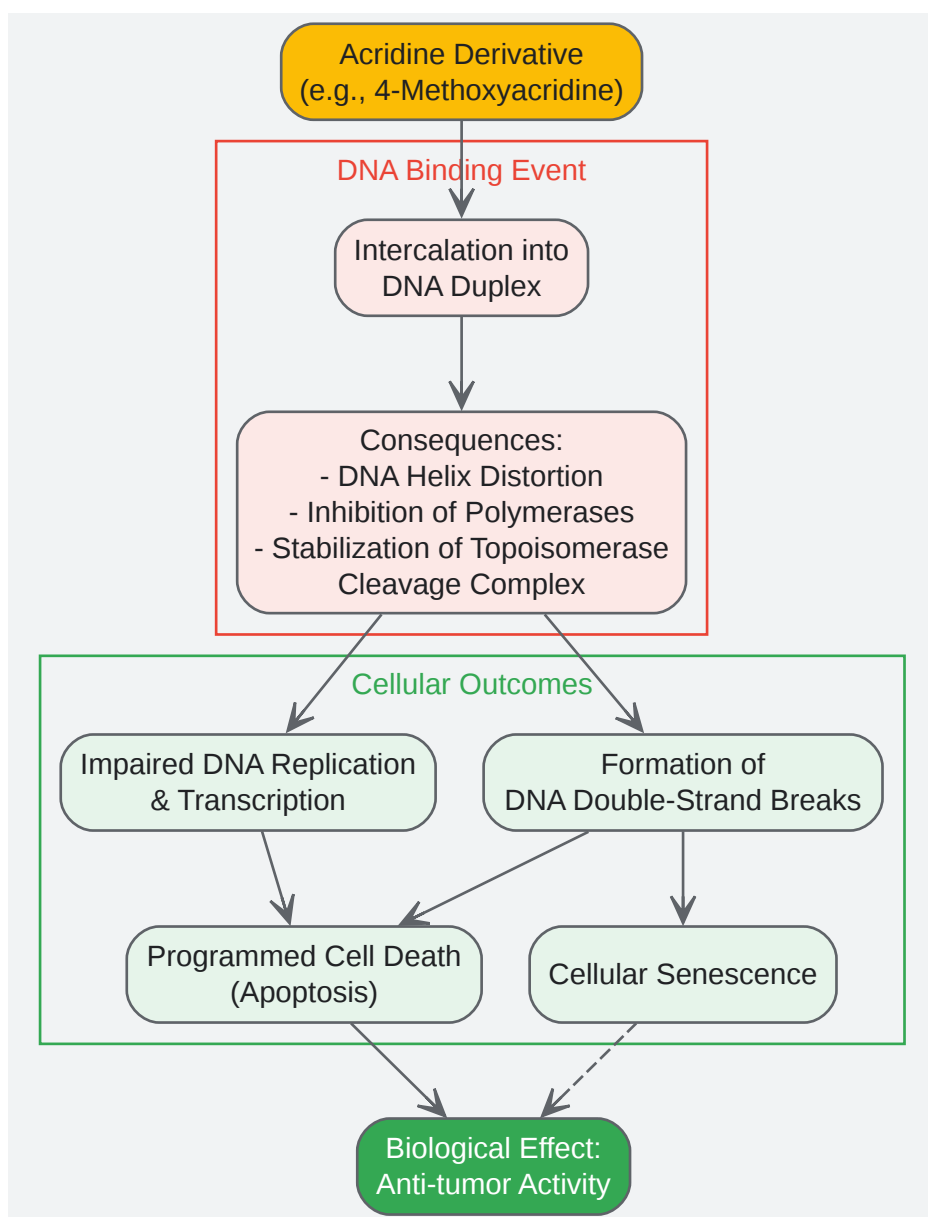 Acridine Derivative
(e.g., 4-Methoxyacridine)
DNA Binding Event
Intercalation into
DNA Duplex
Consequences:
- DNA Helix Distortion
- Inhibition of Polymerases
- Stabilization of Topoisomerase
Cleavage Complex
Cellular Outcomes
Impaired DNA Replication
& Transcription
Formation of
DNA Double-Strand Breaks
Programmed Cell Death
(Apoptosis)
Cellular Senescence
Biological Effect:
Anti-tumor Activity